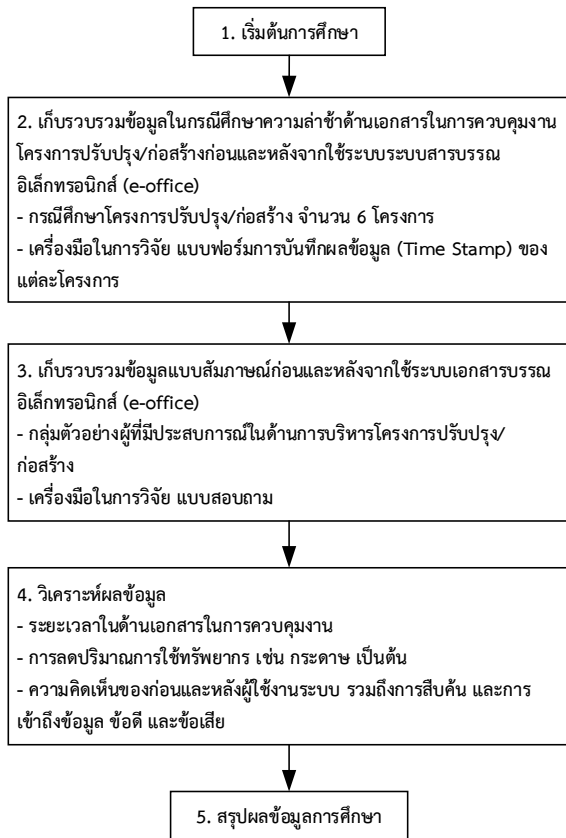 1. เริ่มต้นการศึกษา
2. เก็บรวบรวมข้อมูลในกรณีศึกษาความล่าช้าด้านเอกสารในการควบคุมงาน
โครงการปรับปรุง/ก่อสร้างก่อนและหลังจากใช้ระบบระบบสารบรรณ
อิเล็กทรอนิกส์ (e-office)
- กรณีศึกษาโครงการปรับปรุง/ก่อสร้าง จำนวน 6 โครงการ
- เครื่องมือในการวิจัย แบบฟอร์มการบันทึกผลข้อมูล (Time Stamp) ของ
แต่ละโครงการ
3. เก็บรวบรวมข้อมูลแบบสัมภาษณ์ก่อนและหลังจากใช้ระบบเอกสารบรรณ
อิเล็กทรอนิกส์ (e-office)
- กลุ่มตัวอย่างผู้ที่มีประสบการณ์ในด้านการบริหารโครงการปรับปรุง/
ก่อสร้าง
- เครื่องมือในการวิจัย แบบสอบถาม
4. วิเคราะห์ผลข้อมูล
- ระยะเวลาในด้านเอกสารในการควบคุมงาน
- การลดปริมาณการใช้ทรัพยากร เช่น กระดาษ เป็นต้น
- ความคิดเห็นของก่อนและหลังผู้ใช้งานระบบ รวมถึงการสืบค้น และการ
เข้าถึงข้อมูล ข้อดี และข้อเสีย
5. สรุปผลข้อมูลการศึกษา